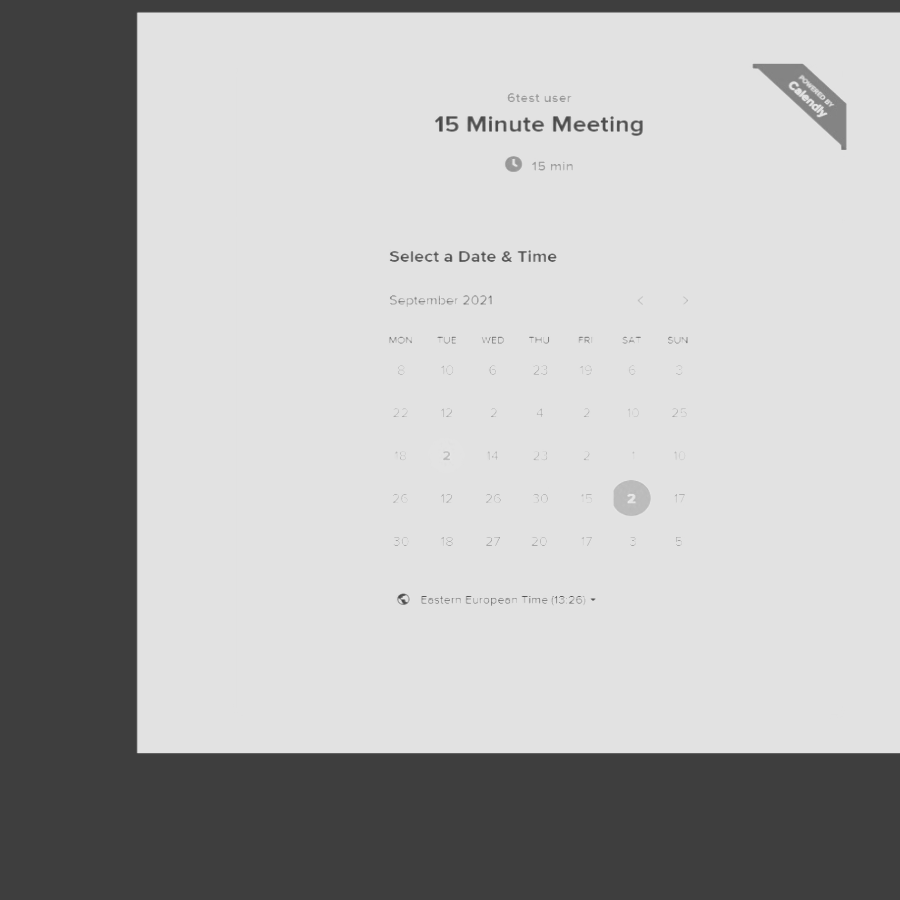 POWERED BY
Calendly
6test user
15 Minute Meeting
15 min
Select a Date & Time
September 2021
MON TUE WED THU FRI SAT SUN
8 10 6 23 19 6 3
22 12 2 4 2 10 25
18 2 14 23 2 1 10
26 12 26 30 15 2 17
30 18 27 20 17 3 5
Eastern European Time (13:26)